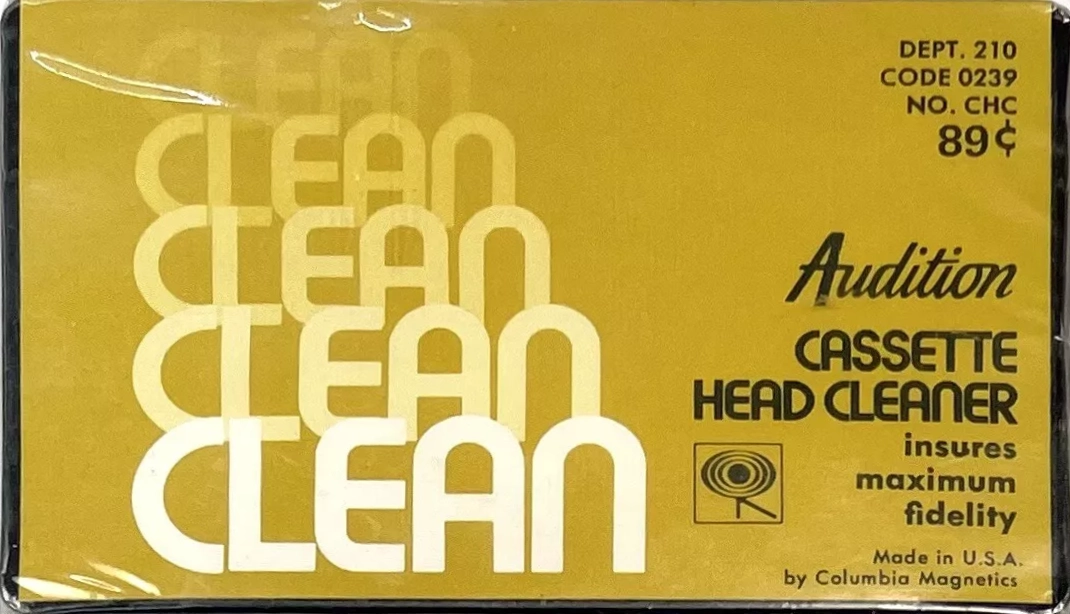 CLEAN
CLEAN
CLEAN
CLEAN
CLEAN
DEPT. 210
CODE 0239
NO. CHC
89¢
Audition
CASSETTE
HEAD CLEANER
insures
maximum
fidelity
Made in U.S.A.
by Columbia Magnetics